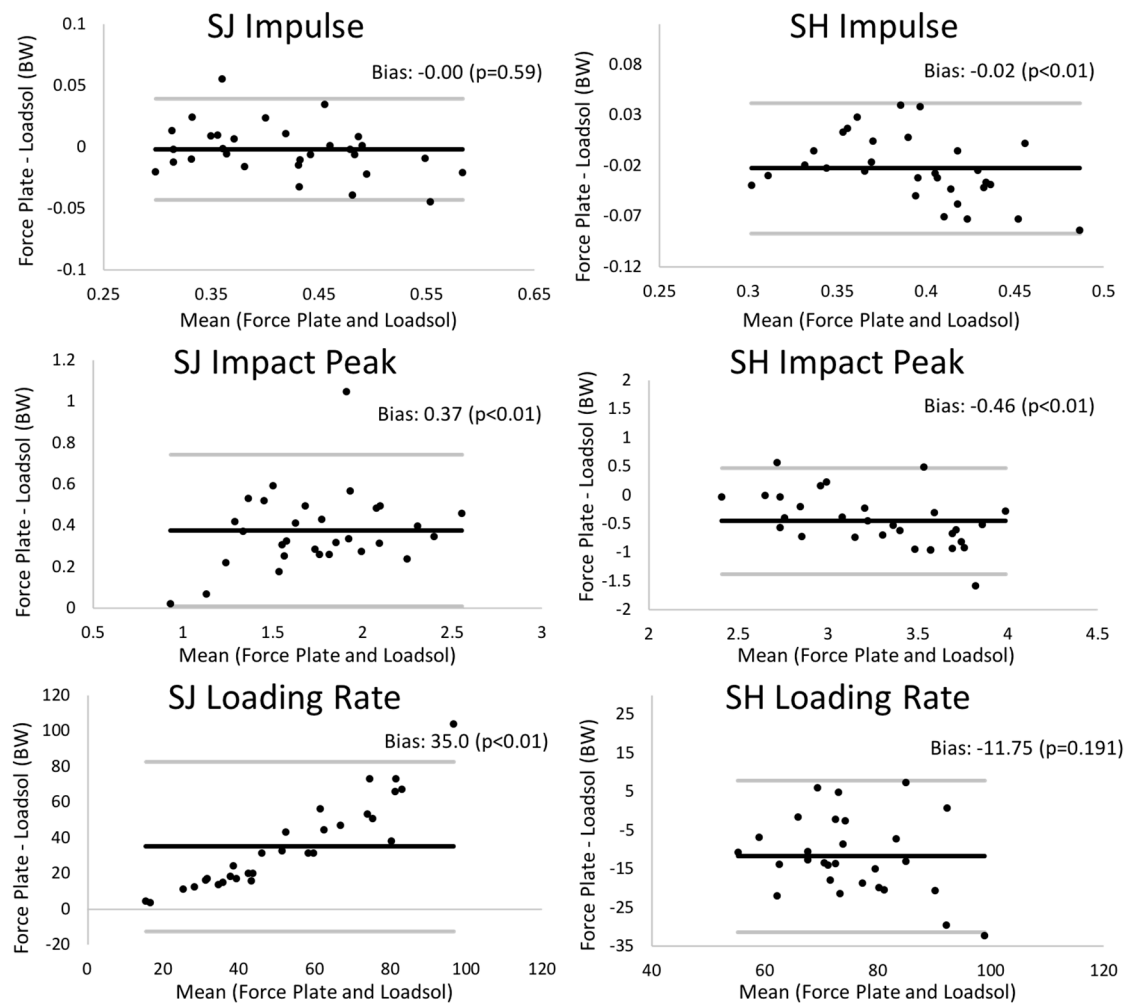 SJ Impulse
Bias: -0.00 (p=0.59)
Force Plate - Loadsol (BW)
0.1
0.05
0
-0.05
-0.1
0.25 0.35 0.45 0.55 0.65
Mean (Force Plate and Loadsol)
SH Impulse
Bias: -0.02 (p<0.01)
Force Plate - Loadsol (BW)
0.08
0.03
-0.02
-0.07
-0.12
0.25 0.3 0.35 0.4 0.45 0.5
Mean (Force Plate and Loadsol)
SJ Impact Peak
Bias: 0.37 (p<0.01)
Force Plate - Loadsol (BW)
1.2
1
0.8
0.6
0.4
0.2
0
0.5 1 1.5 2 2.5 3
Mean (Force Plate and Loadsol)
SH Impact Peak
Bias: -0.46 (p<0.01)
Force Plate - Loadsol (BW)
2
1.5
1
0.5
0
-0.5
-1
-1.5
-2
2 2.5 3 3.5 4 4.5
Mean (Force Plate and Loadsol)
SJ Loading Rate
Bias: 35.0 (p<0.01)
Force Plate - Loadsol (BW)
120
100
80
60
40
20
0
-20
0 20 40 60 80 100 120
Mean (Force Plate and Loadsol)
SH Loading Rate
Bias: -11.75 (p=0.191)
Force Plate - Loadsol (BW)
25
15
5
-5
-15
-25
-35
40 60 80 100 120
Mean (Force Plate and Loadsol)